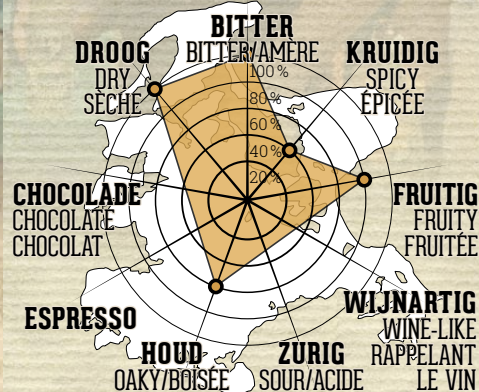 BITTER
BITTER/AMÈRE
DROOG
DRY
SÈCHE
KRUIDIG
SPICY
ÉPICÉE
100%
80%
60%
40%
20%
CHOCOLADE
CHOCOLATE
CHOCOLAT
FRUITIG
FRUITY
FRUITÉE
ESPRESSO
WIJNARTIG
WINE-LIKE
RAPPELANT
LE VIN
HOUD
OAKY/BOISÉE
ZURIG
SOUR/ACIDE